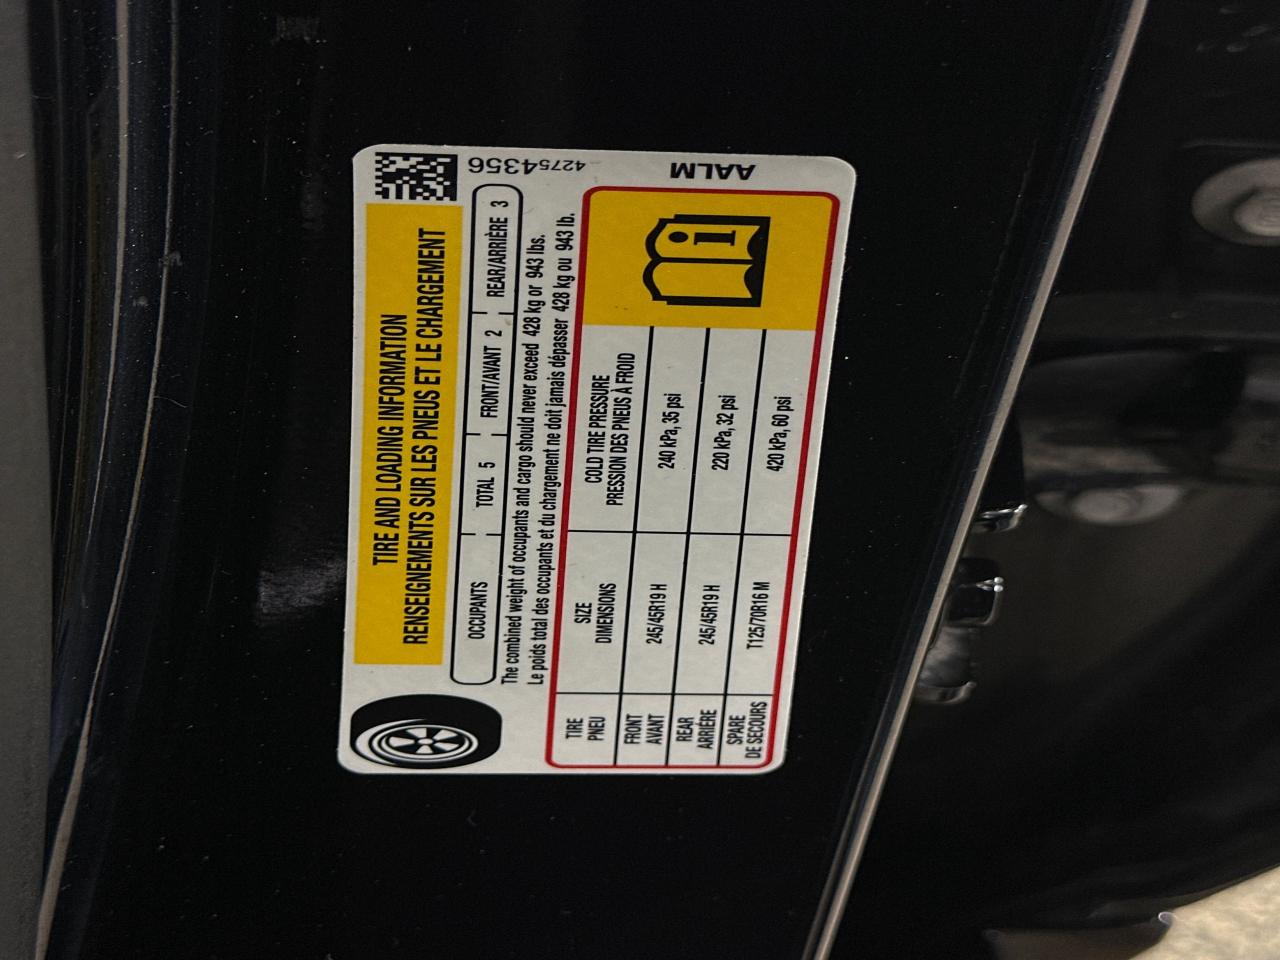 TIRE AND LOADING INFORMATION
RENSEIGNEMENTS SUR LES PNEUS ET LE CHARGEMENT
OCCUPANTS TOTAL 5 FRONT/AVANT 2 REAR/ARRIÈRE 3
The combined weight of occupants and cargo should never exceed 428 kg or 943 lbs.
Le poids total des occupants et du chargement ne doit jamais dépasser 428 kg ou 943 lb.
TIRE SIZE COLD TIRE PRESSURE
PNEU DIMENSIONS PRESSION DES PNEUS À FROID
FRONT 245/45R19 H 240 kPa, 35 psi
AVANT
REAR 245/45R19 H 220 kPa, 32 psi
ARRIÈRE
SPARE T125/70R16 M 420 kPa, 60 psi
DE SECOURS
i
42754356
AALM